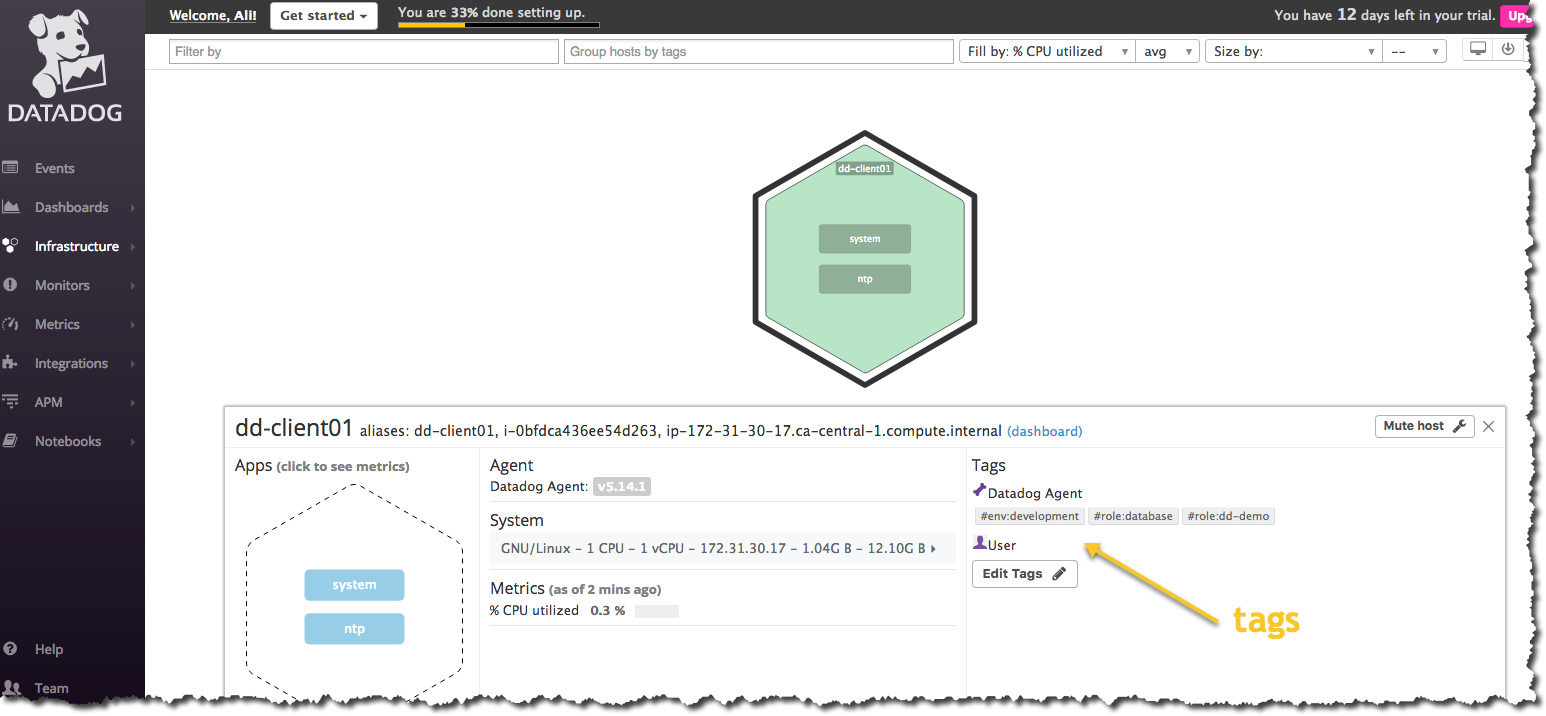 DATADOG
Welcome, Ali!
Get started
You are 33% done setting up.
You have 12 days left in your trial.
Upg
Filter by
Group hosts by tags
Fill by: % CPU utilized
avg
Size by:
--
Events
Dashboards
Infrastructure
Monitors
Metrics
Integrations
APM
Notebooks
Help
Team
dd-client01
system
ntp
dd-client01 aliases: dd-client01, i-0bfdca436ee54d263, ip-172-31-30-17.ca-central-1.compute.internal (dashboard)
Mute host
Apps (click to see metrics)
system
ntp
Agent
Datadog Agent: v5.14.1
System
GNU/Linux - 1 CPU - 1 vCPU - 172.31.30.17 - 1.04G B - 12.10G B
Metrics (as of 2 mins ago)
% CPU utilized 0.3 %
Tags
Datadog Agent
#env:development #role:database #role:dd-demo
User
Edit Tags
tags